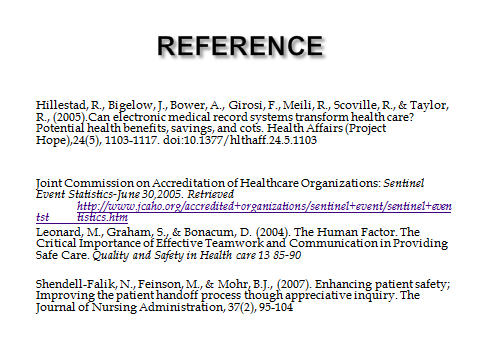 REFERENCE
Hillestad, R., Bigelow, J., Bower, A., Girosi, F., Meili, R., Scoville, R., & Taylor,
R., (2005).Can electronic medical record systems transform health care?
Potential health benefits, savings, and cots. Health Affairs (Project
Hope),24(5), 1103-1117. doi:10.1377/hlthaff.24.5.1103
Joint Commission on Accreditation of Healthcare Organizations: Sentinel
Event Statistics-June 30,2005. Retrieved
http://www.jcaho.org/accredited+organizations/sentinel+event/sentinel+even
tst tistics.htm
Leonard, M., Graham, S., & Bonacum, D. (2004). The Human Factor. The
Critical Importance of Effective Teamwork and Communication in Providing
Safe Care. Quality and Safety in Health care 13 85-90
Shendell-Falik, N., Feinson, M., & Mohr, B.J., (2007). Enhancing patient safety;
Improving the patient handoff process though appreciative inquiry. The
Journal of Nursing Administration, 37(2), 95-104